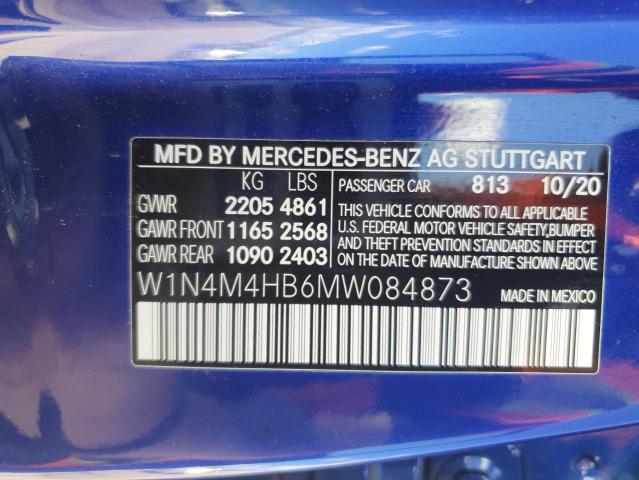 MFD BY MERCEDES-BENZ AG STUTTGART
KG LBS
GVWR 2205 4861
GAWR FRONT 1165 2568
GAWR REAR 1090 2403
PASSENGER CAR 813 10/20
THIS VEHICLE CONFORMS TO ALL APPLICABLE
U.S. FEDERAL MOTOR VEHICLE SAFETY,BUMPER
AND THEFT PREVENTION STANDARDS IN EFFECT
ON THE DATE OF MANUFACTURE SHOWN ABOVE.
W1N4M4HB6MW084873 MADE IN MEXICO